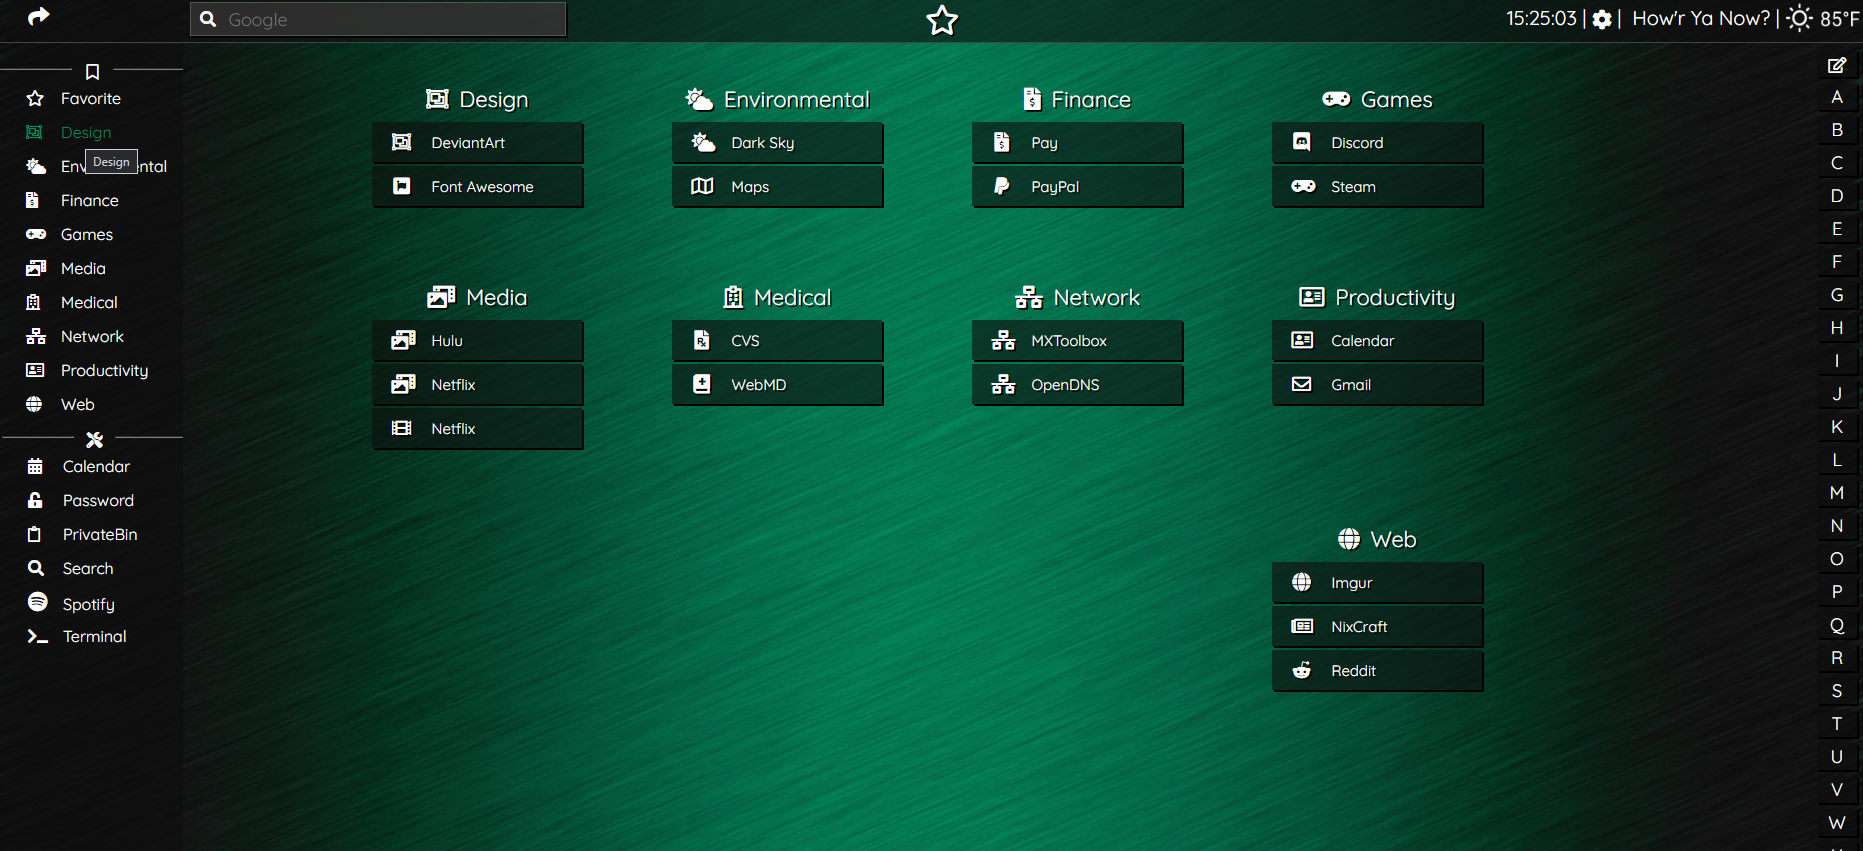 Google
15:25:03 | | How'r Ya Now? | 85°F
Favorite
Design
Env ental
Design
Finance
Games
Media
Medical
Network
Productivity
Web
Calendar
Password
PrivateBin
Search
Spotify
Terminal
Design
DeviantArt
Font Awesome
Environmental
Dark Sky
Maps
Finance
Pay
PayPal
Games
Discord
Steam
Media
Hulu
Netflix
Netflix
Medical
CVS
WebMD
Network
MXToolbox
OpenDNS
Productivity
Calendar
Gmail
Web
Imgur
NixCraft
Reddit
A
B
C
D
E
F
G
H
I
J
K
L
M
N
O
P
Q
R
S
T
U
V
W